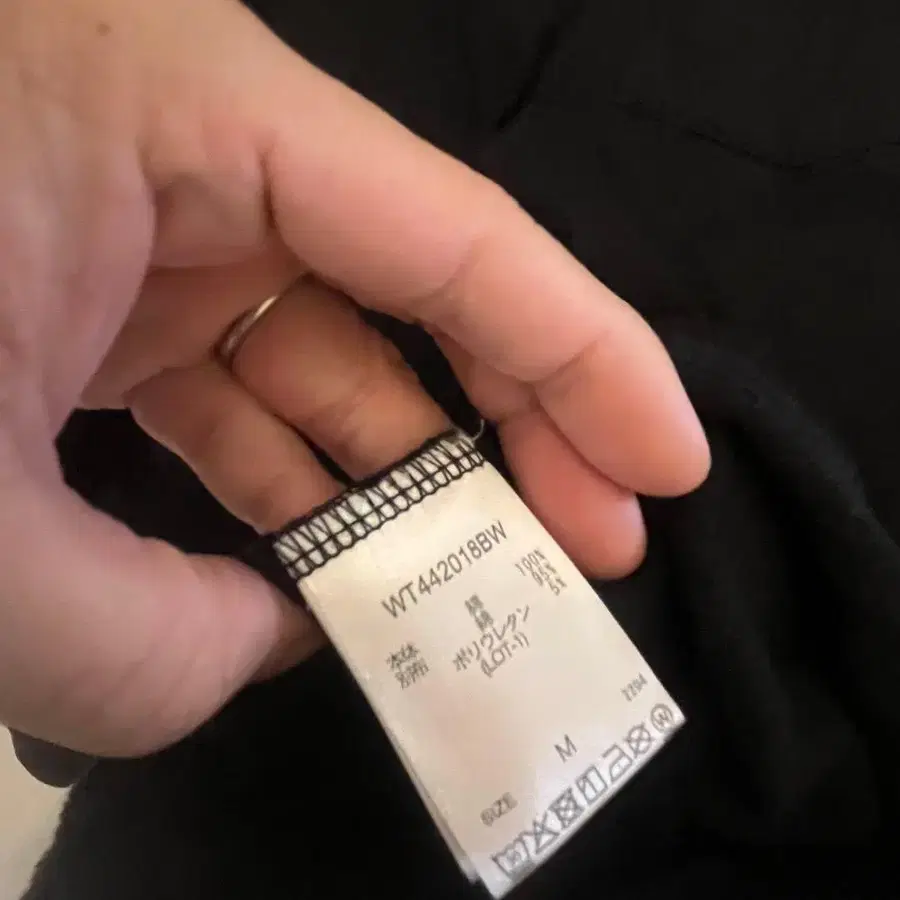 WT442018BW
本体 綿 100%
別布 綿 95%
ポリウレタン 5%
(LOT-1)
1204
SIZE M
W